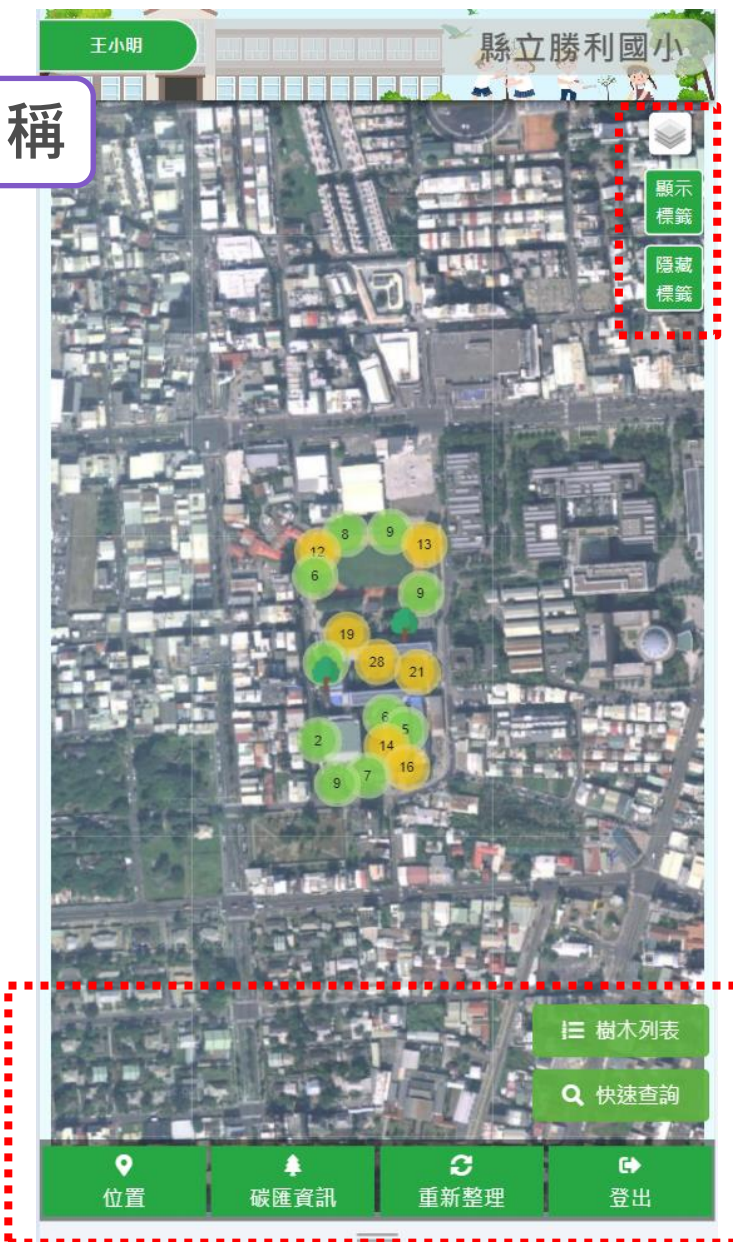 王小明
縣立勝利國小
稱
顯示
標籤
隱藏
標籤
8
9
12
13
6
9
19
28
21
6
5
2
14
16
7
9
樹木列表
快速查詢
位置
碳匯資訊
重新整理
登出